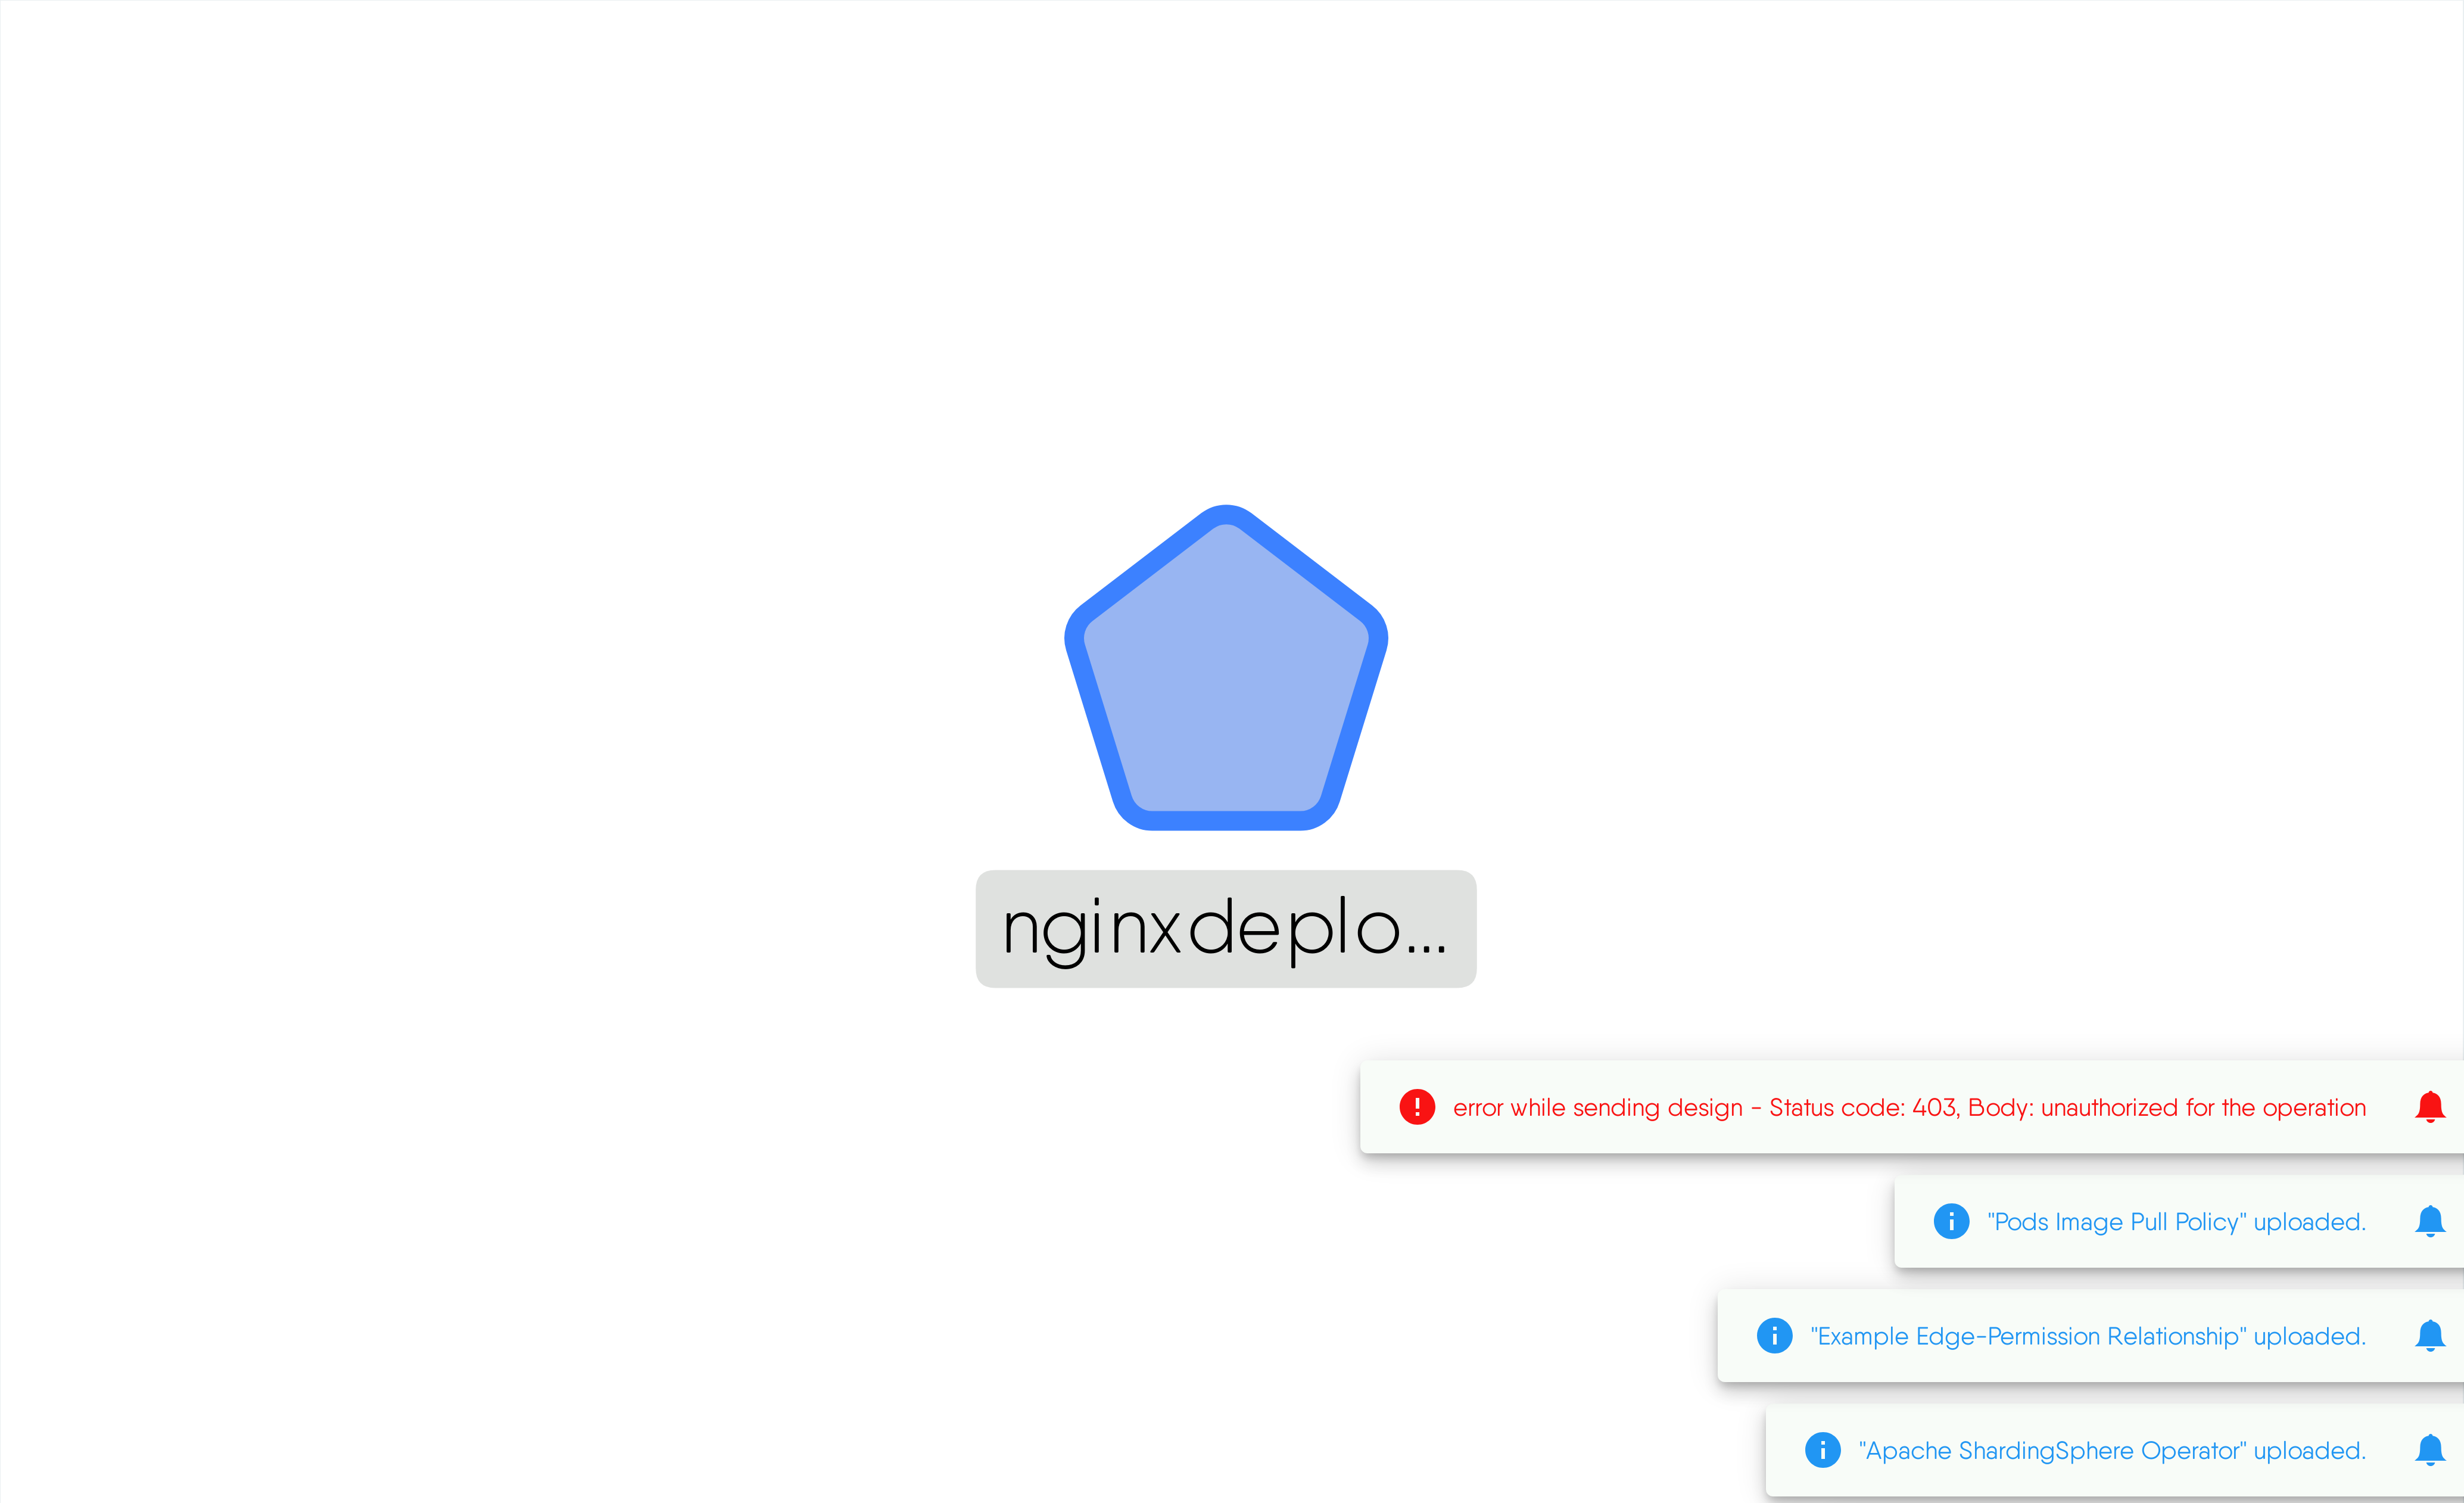 nginxdeplo...
error while sending design - Status code: 403, Body: unauthorized for the operation
"Pods Image Pull Policy" uploaded.
"Example Edge-Permission Relationship" uploaded.
"Apache ShardingSphere Operator" uploaded.